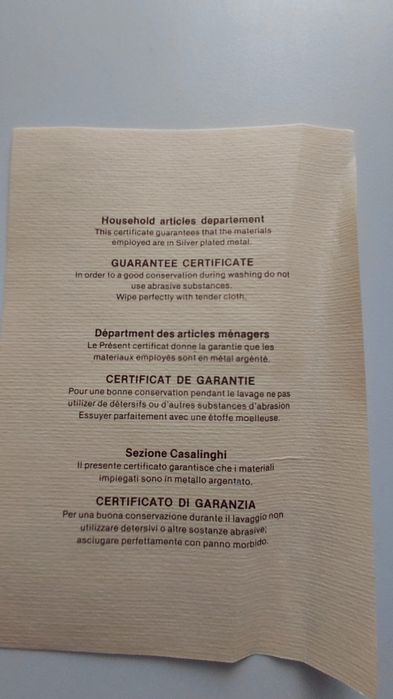 Household articles departement
This certificate guarantees that the materials
employed are in Silver plated metal.
GUARANTEE CERTIFICATE
In order to a good conservation during washing do not
use abrasive substances.
Wipe perfectly with tender cloth.
Départment des articles ménagers
Le Présent certificat donne la garantie que les
materiaux employés sont en métal argenté.
CERTIFICAT DE GARANTIE
Pour une bonne conservation pendant le lavage ne pas
utilizer de détersifs ou d'autres substances d'abrasion
Essuyer parfaitement avec une étoffe moelleuse.
Sezione Casalinghi
Il presente certificato garantisce che i materiali
impiegati sono in metallo argentato.
CERTIFICATO DI GARANZIA
Per una buona conservazione durante il lavaggio non
utilizzare detersivi o altre sostanze abrasive;
asciugare perfettamente con panno morbido.